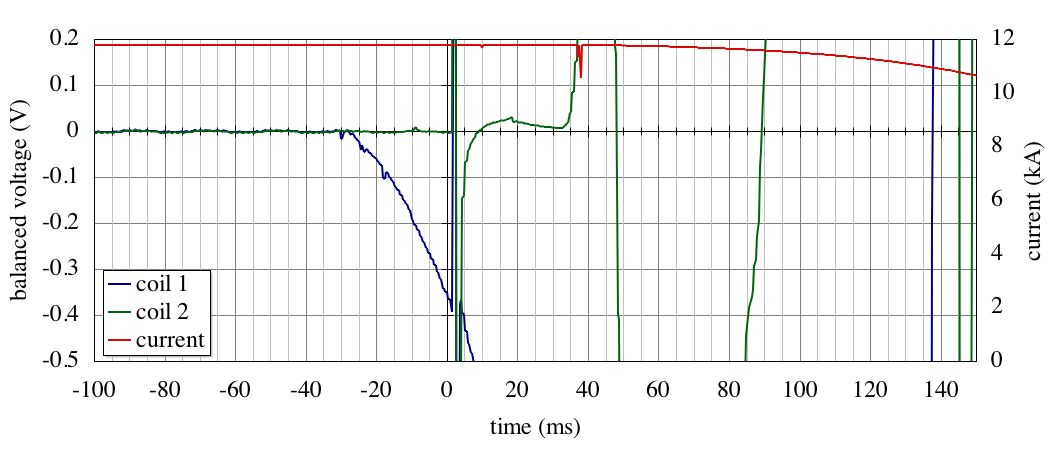 0.2
0.1
0
-0.1
-0.2
-0.3
-0.4
-0.5
balanced voltage (V)
12
10
8
6
4
2
0
current (kA)
coil 1
coil 2
current
-100 -80 -60 -40 -20 0 20 40 60 80 100 120 140
time (ms)